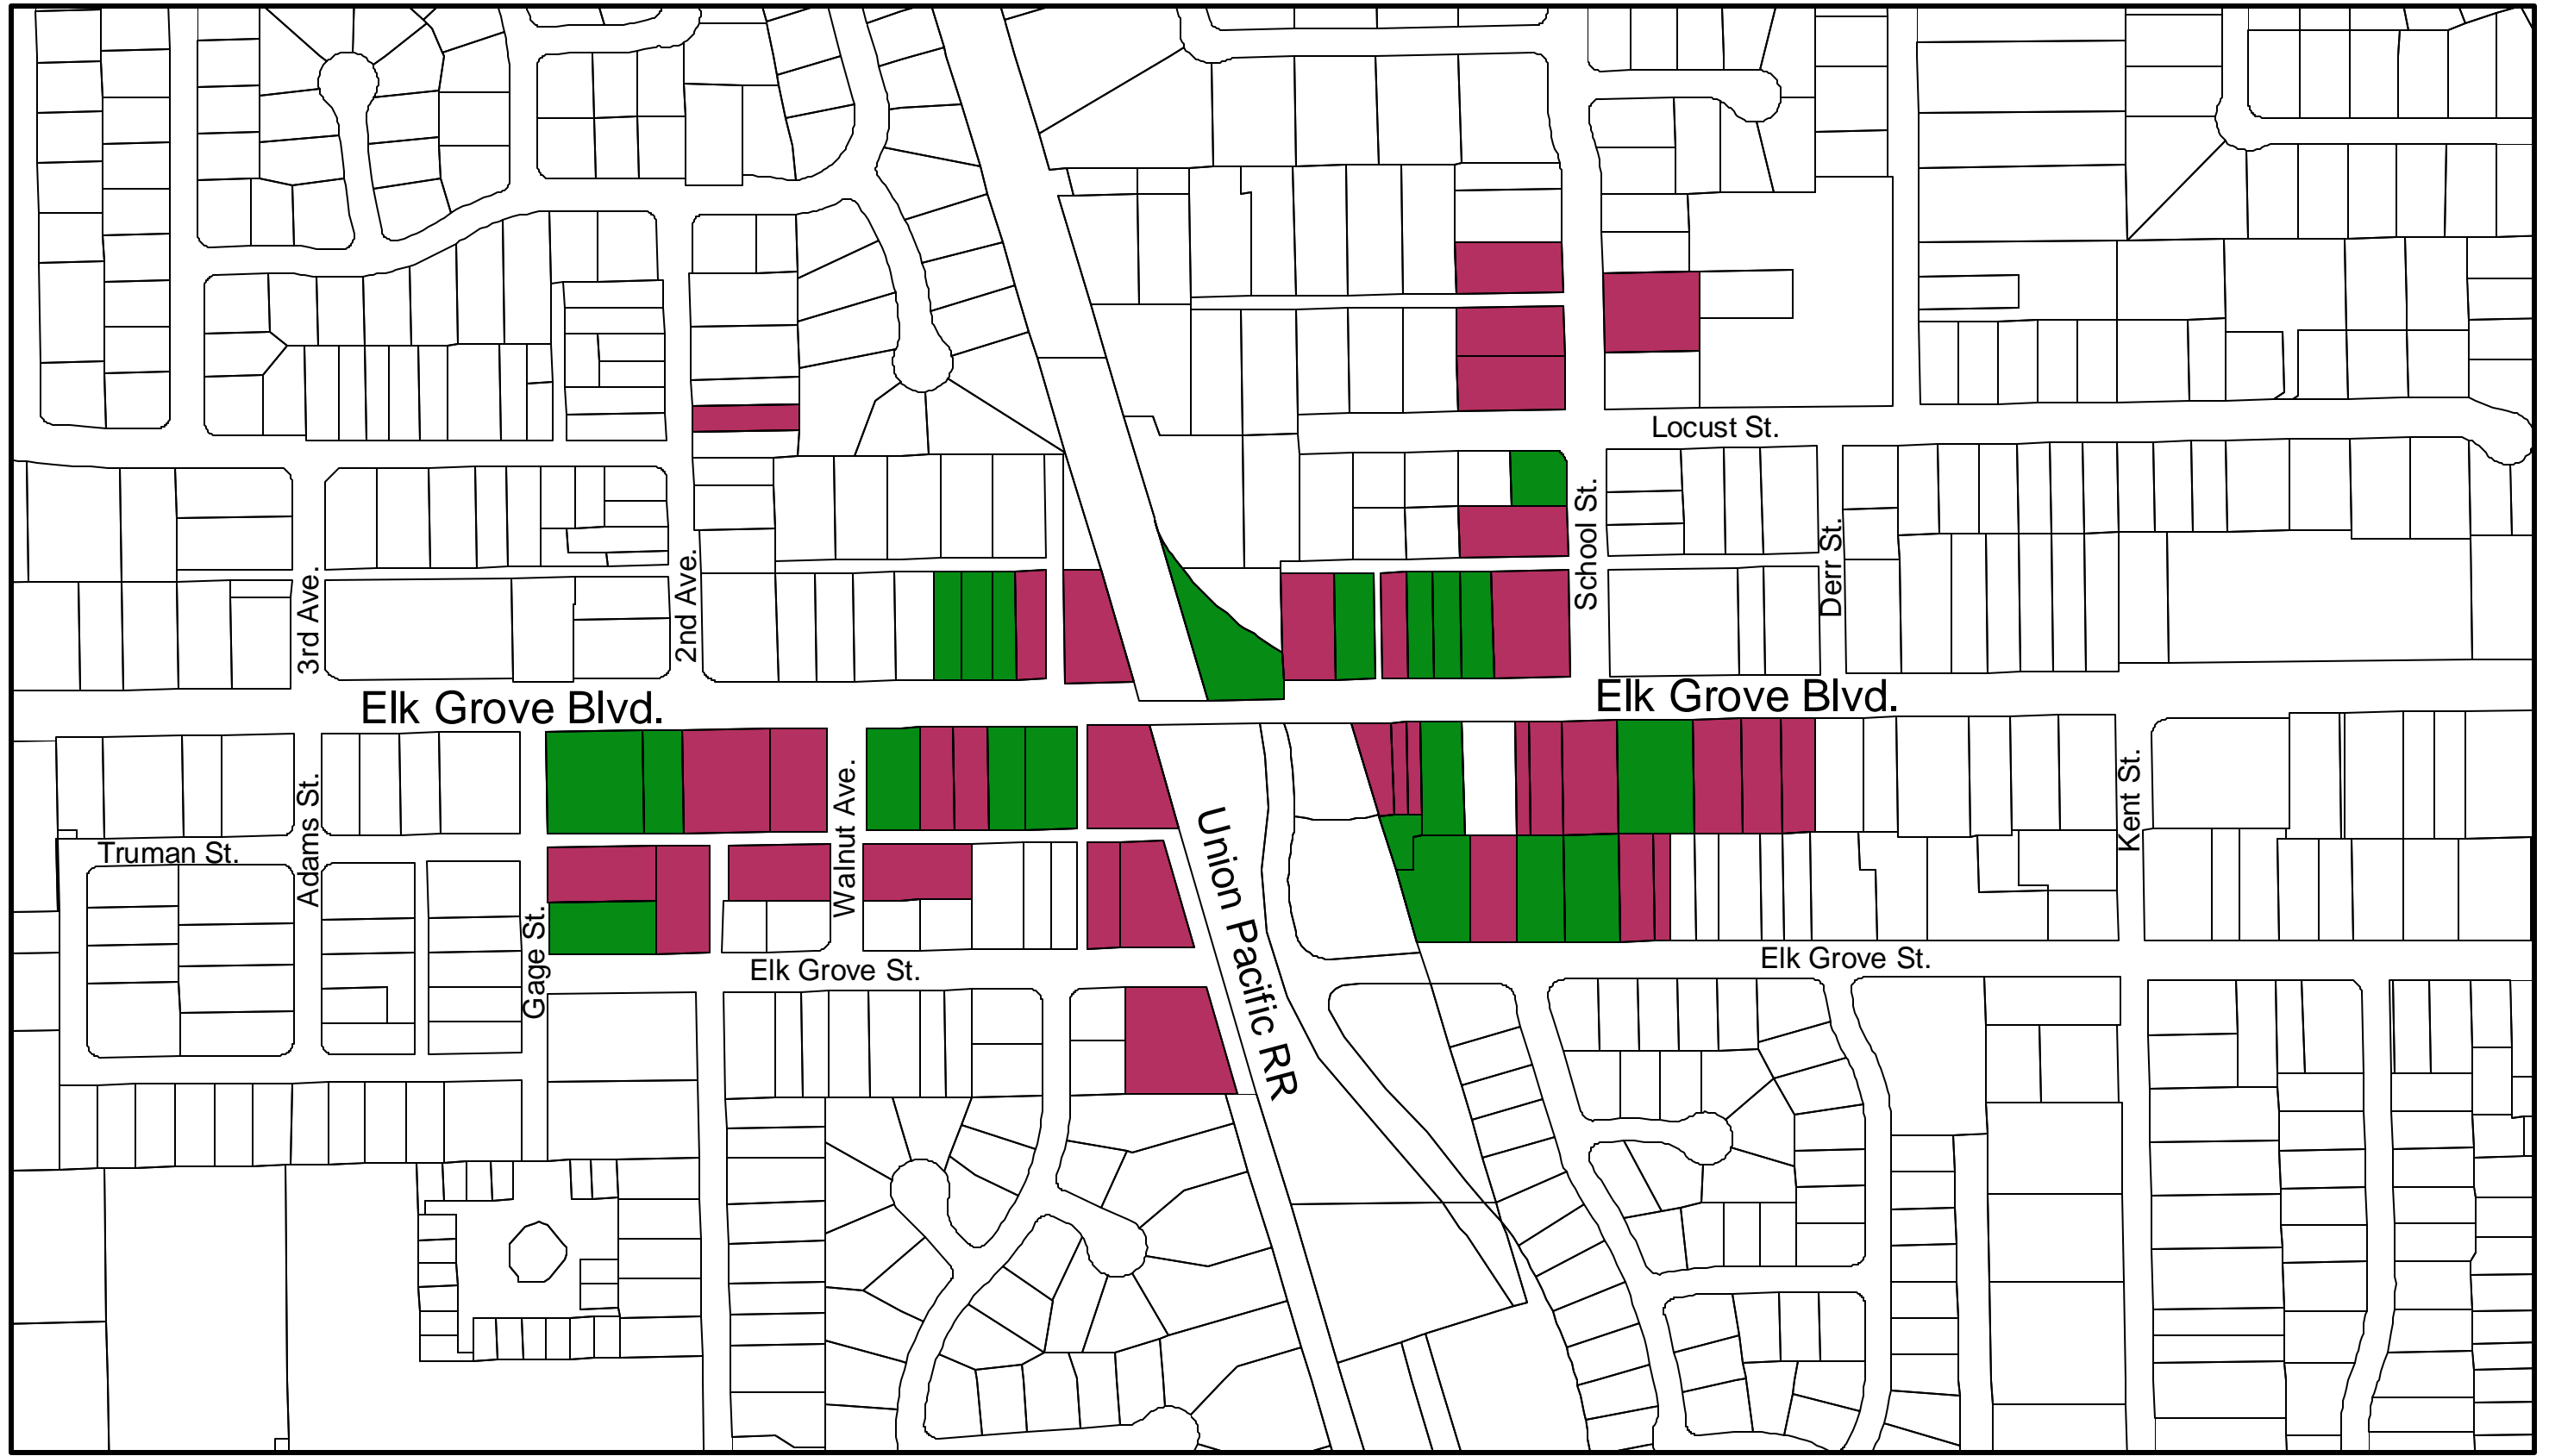 Locust St.
School St.
Derr St.
2nd Ave.
3rd Ave.
Elk Grove Blvd.
Elk Grove Blvd.
Adams St.
Walnut Ave.
Kent St.
Truman St.
Union Pacific RR
Gage St.
Elk Grove St.
Elk Grove St.